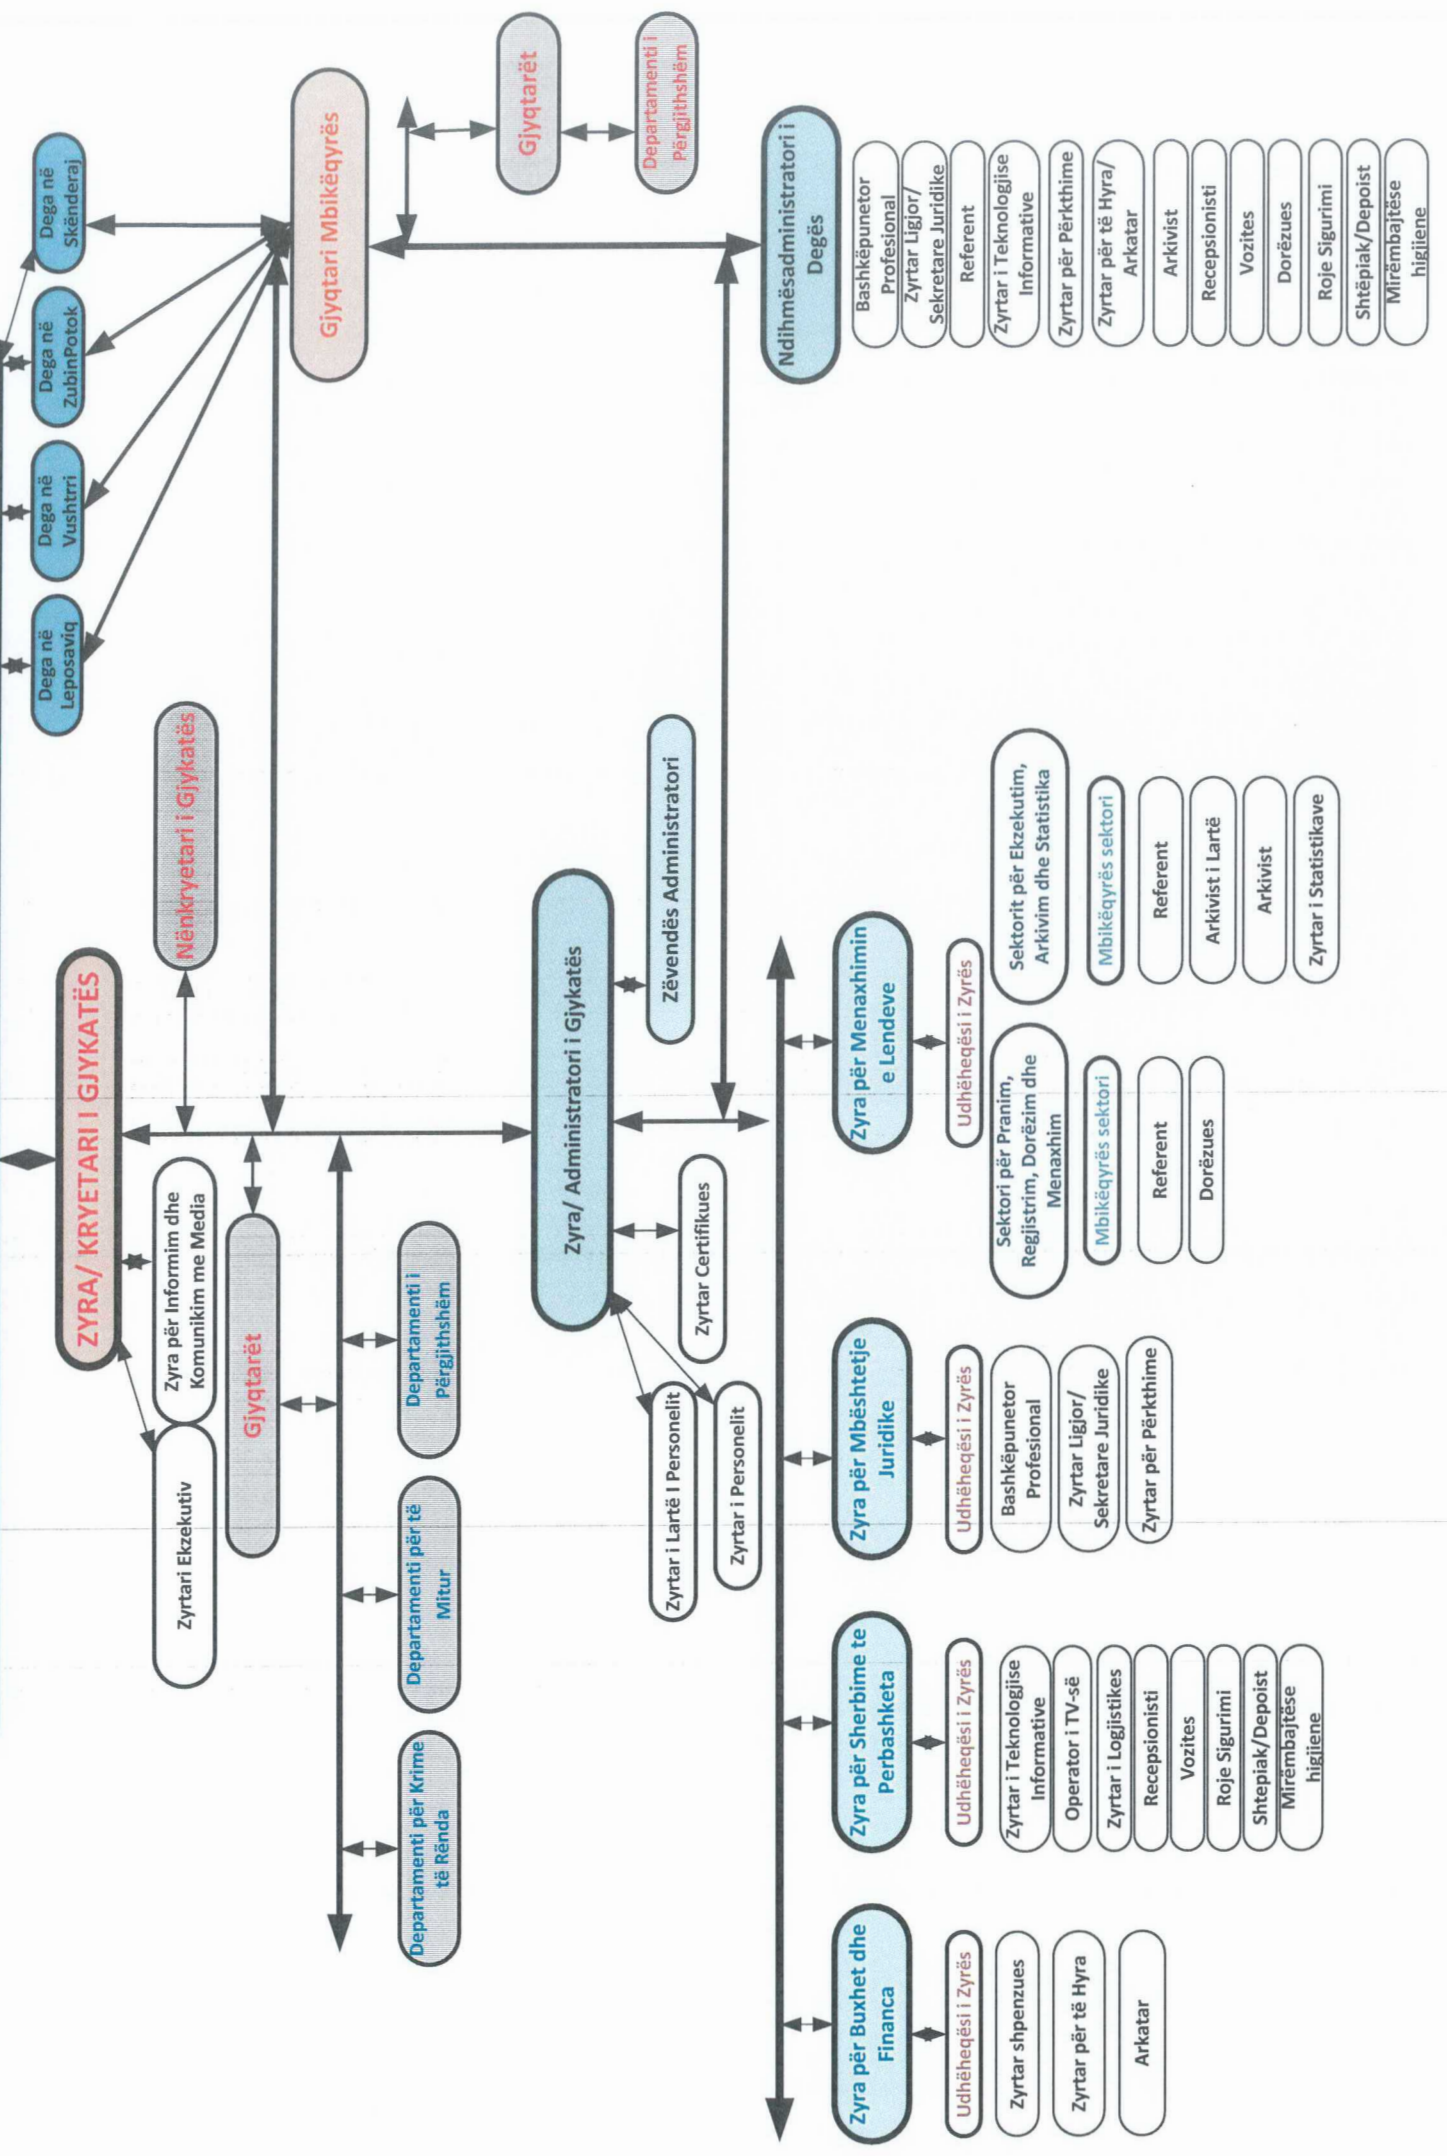 Dega në
Leposaviq
Dega në
Vushtrri
Dega në
ZubinPotok
Dega në
Skënderaj
ZYRA/ KRYETARI I GJYKATËS
Nënkryetari i Gjykatës
Zyrtari Ekzekutiv
Zyra për Informim dhe
Komunikim me Media
Gjyqtarët
Departamenti për Krime
të Rënda
Departamenti për të
Mitur
Departamenti i
Përgjithshëm
Gjyqtari Mbikëqyrës
Gjyqtarët
Departamenti i
Përgjithshëm
Zyra/ Administratori i Gjykatës
Zëvendës Administratori
Zyrtar i Lartë I Personelit
Zyrtar i Personelit
Zyrtar Certifikues
Zyra për Buxhet dhe
Financa
Udhëheqësi i Zyrës
Zyrtar shpenzues
Zyrtar për të Hyra
Arkatar
Zyra për Sherbime te
Perbashketa
Udhëheqësi i Zyrës
Zyrtar i Teknologjise
Informative
Operator i TV-së
Zyrtar i Logjistikes
Recepsionisti
Vozites
Roje Sigurimi
Shtepiak/Depoist
Mirëmbajtëse
higjiene
Zyra për Mbështetje
Juridike
Udhëheqësi i Zyrës
Bashkëpunetor
Profesional
Zyrtar Ligjor/
Sekretare Juridike
Zyrtar për Përkthime
Zyra për Menaxhimin
e Lendeve
Udhëheqësi i Zyrës
Sektori për Pranim,
Regjistrim, Dorëzim dhe
Menaxhim
Mbikëqyrës sektori
Referent
Dorëzues
Sektorit për Ekzekutim,
Arkivim dhe Statistika
Mbikëqyrës sektori
Referent
Arkivist i Lartë
Arkivist
Zyrtar i Statistikave
Ndihmësadministratori i
Degës
Bashkëpunetor
Profesional
Zyrtar Ligjor/
Sekretare Juridike
Referent
Zyrtar i Teknologjise
Informative
Zyrtar për Përkthime
Zyrtar për të Hyra/
Arkatar
Arkivist
Recepsionisti
Vozites
Dorëzues
Roje Sigurimi
Shtëpiak/Depoist
Mirëmbajtëse
higjiene